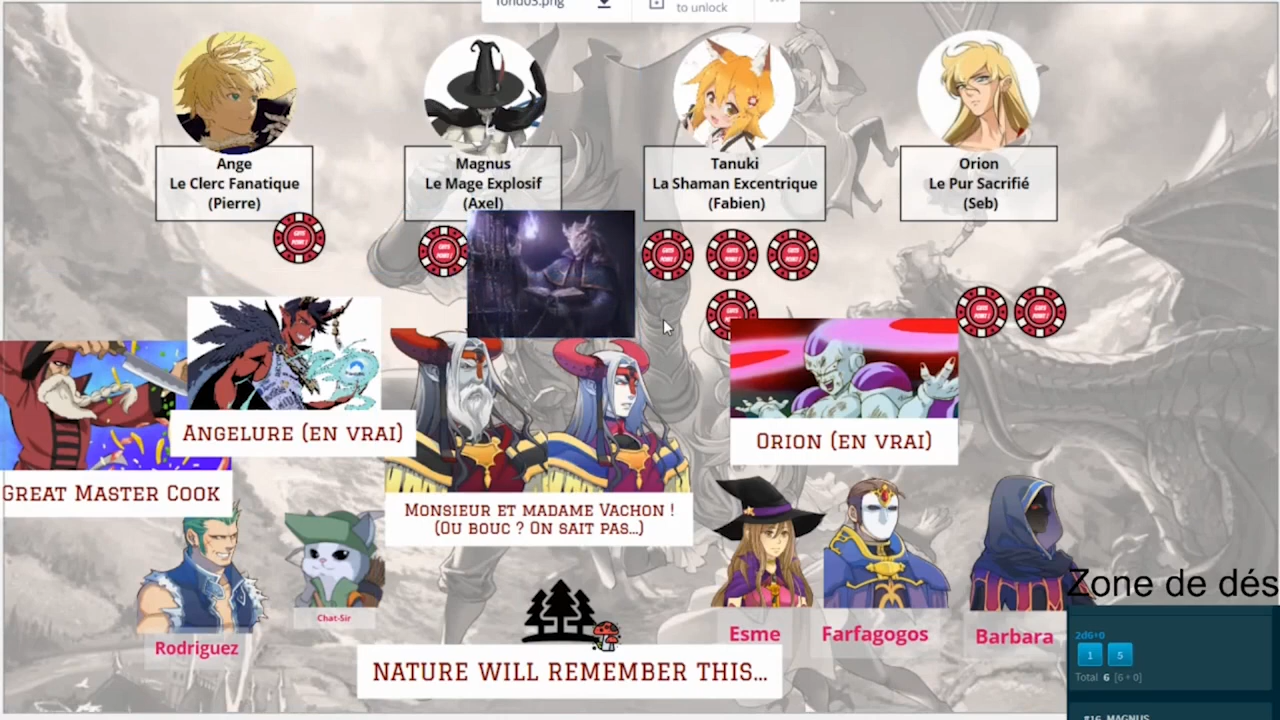 fond03.png
to unlock
Ange
Le Clerc Fanatique
(Pierre)
Magnus
Le Mage Explosif
(Axel)
Tanuki
La Shaman Excentrique
(Fabien)
Orion
Le Pur Sacrifié
(Seb)
Angelure (en vrai)
Orion (en vrai)
Great Master Cook
Monsieur et madame Vachon !
(Ou bouc ? On sait pas...)
Chat-Sir
Rodriguez
Esme
Farfagogos
Barbara
Nature will remember this...
Zone de dés
2d6+0
1 5
Total 6 [6 + 0]
#16 MAGNUS